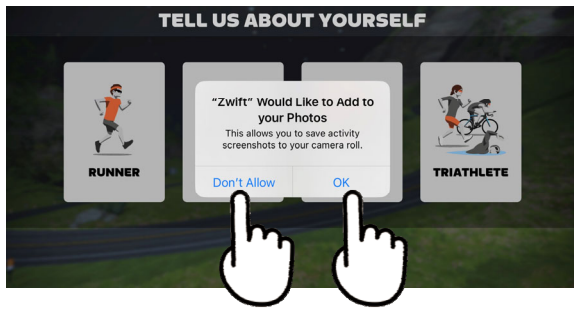 TELL US ABOUT YOURSELF
“Zwift” Would Like to Add to
your Photos
This allows you to save activity
screenshots to your camera roll.
Don’t Allow
OK
RUNNER
TRIATHLETE